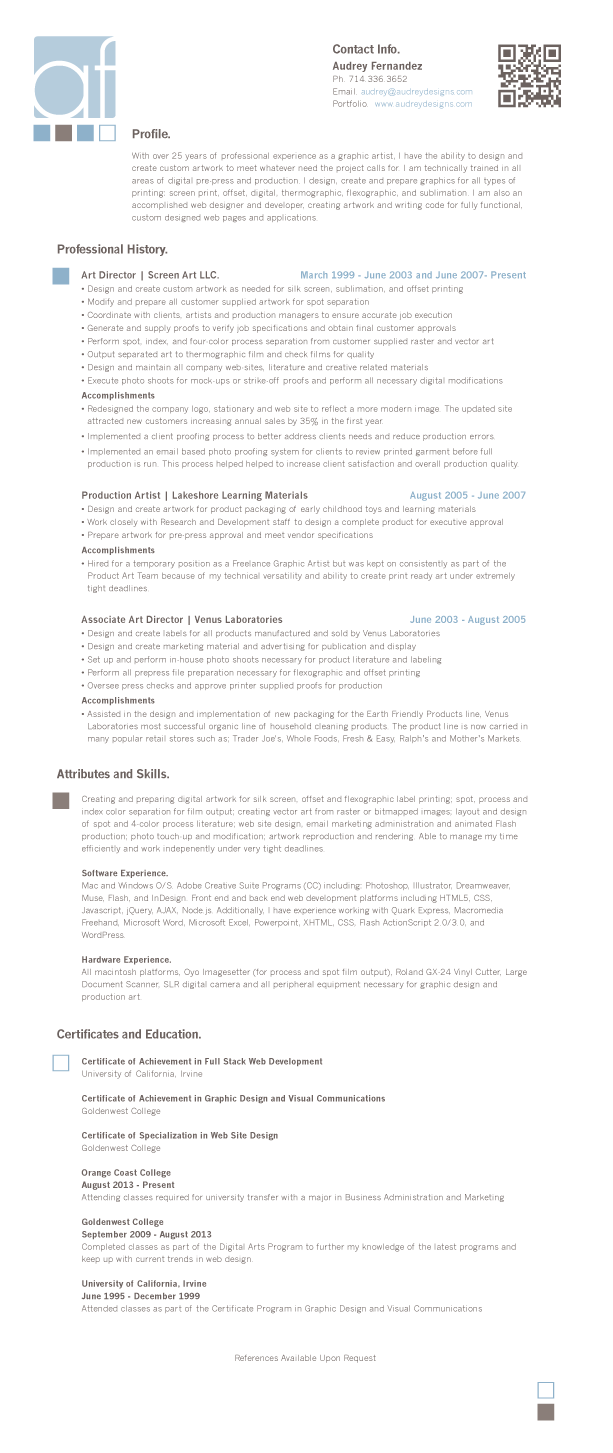 af
Contact Info.
Audrey Fernandez
Ph. 714.336.3652
Email. audrey@audreydesigns.com
Portfolio. www.audreydesigns.com
Profile.
With over 25 years of professional experience as a graphic artist, I have the ability to design and
create custom artwork to meet whatever need the project calls for. I am technically trained in all
areas of digital pre-press and production. I design, create and prepare graphics for all types of
printing: screen print, offset, digital, thermographic, flexographic, and sublimation. I am also an
accomplished web designer and developer, creating artwork and writing code for fully functional,
custom designed web pages and applications.
Professional History.
Art Director | Screen Art LLC. March 1999 - June 2003 and June 2007- Present
• Design and create custom artwork as needed for silk screen, sublimation, and offset printing
• Modify and prepare all customer supplied artwork for spot separation
• Coordinate with clients, artists and production managers to ensure accurate job execution
• Generate and supply proofs to verify job specifications and obtain final customer approvals
• Perform spot, index, and four-color process separation from customer supplied raster and vector art
• Output separated art to thermographic film and check films for quality
• Design and maintain all company web-sites, literature and creative related materials
• Execute photo shoots for mock-ups or strike-off proofs and perform all necessary digital modifications
Accomplishments
• Redesigned the company logo, stationary and web site to reflect a more modern image. The updated site
attracted new customers increasing annual sales by 35% in the first year.
• Implemented a client proofing process to better address clients needs and reduce production errors.
• Implemented an email based photo proofing system for clients to review printed garment before full
production is run. This process helped helped to increase client satisfaction and overall production quality.
Production Artist | Lakeshore Learning Materials August 2005 - June 2007
• Design and create artwork for product packaging of early childhood toys and learning materials
• Work closely with Research and Development staff to design a complete product for executive approval
• Prepare artwork for pre-press approval and meet vendor specifications
Accomplishments
• Hired for a temporary position as a Freelance Graphic Artist but was kept on consistently as part of the
Product Art Team because of my technical versatility and ability to create print ready art under extremely
tight deadlines.
Associate Art Director | Venus Laboratories June 2003 - August 2005
• Design and create labels for all products manufactured and sold by Venus Laboratories
• Design and create marketing material and advertising for publication and display
• Set up and perform in-house photo shoots necessary for product literature and labeling
• Perform all prepress file preparation necessary for flexographic and offset printing
• Oversee press checks and approve printer supplied proofs for production
Accomplishments
• Assisted in the design and implementation of new packaging for the Earth Friendly Products line, Venus
Laboratories most successful organic line of household cleaning products. The product line is now carried in
many popular retail stores such as; Trader Joe's, Whole Foods, Fresh & Easy, Ralph's and Mother's Markets.
Attributes and Skills.
Creating and preparing digital artwork for silk screen, offset and flexographic label printing; spot, process and
index color separation for film output; creating vector art from raster or bitmapped images; layout and design
of spot and 4-color process literature; web site design, email marketing administration and animated Flash
production; photo touch-up and modification; artwork reproduction and rendering. Able to manage my time
efficiently and work indepenently under very tight deadlines.
Software Experience.
Mac and Windows O/S. Adobe Creative Suite Programs (CC) including: Photoshop, Illustrator, Dreamweaver,
Muse, Flash, and InDesign. Front end and back end web development platforms including HTML5, CSS,
Javascript, jQuery, AJAX, Node.js. Additionally, I have experience working with Quark Express, Macromedia
Freehand, Microsoft Word, Microsoft Excel, Powerpoint, XHTML, CSS, Flash ActionScript 2.0/3.0, and
WordPress.
Hardware Experience.
All macintosh platforms, Oyo Imagesetter (for process and spot film output), Roland GX-24 Vinyl Cutter, Large
Document Scanner, SLR digital camera and all peripheral equipment necessary for graphic design and
production art.
Certificates and Education.
Certificate of Achievement in Full Stack Web Development
University of California, Irvine
Certificate of Achievement in Graphic Design and Visual Communications
Goldenwest College
Certificate of Specialization in Web Site Design
Goldenwest College
Orange Coast College
August 2013 - Present
Attending classes required for university transfer with a major in Business Administration and Marketing
Goldenwest College
September 2009 - August 2013
Completed classes as part of the Digital Arts Program to further my knowledge of the latest programs and
keep up with current trends in web design.
University of California, Irvine
June 1995 - December 1999
Attended classes as part of the Certificate Program in Graphic Design and Visual Communications
References Available Upon Request